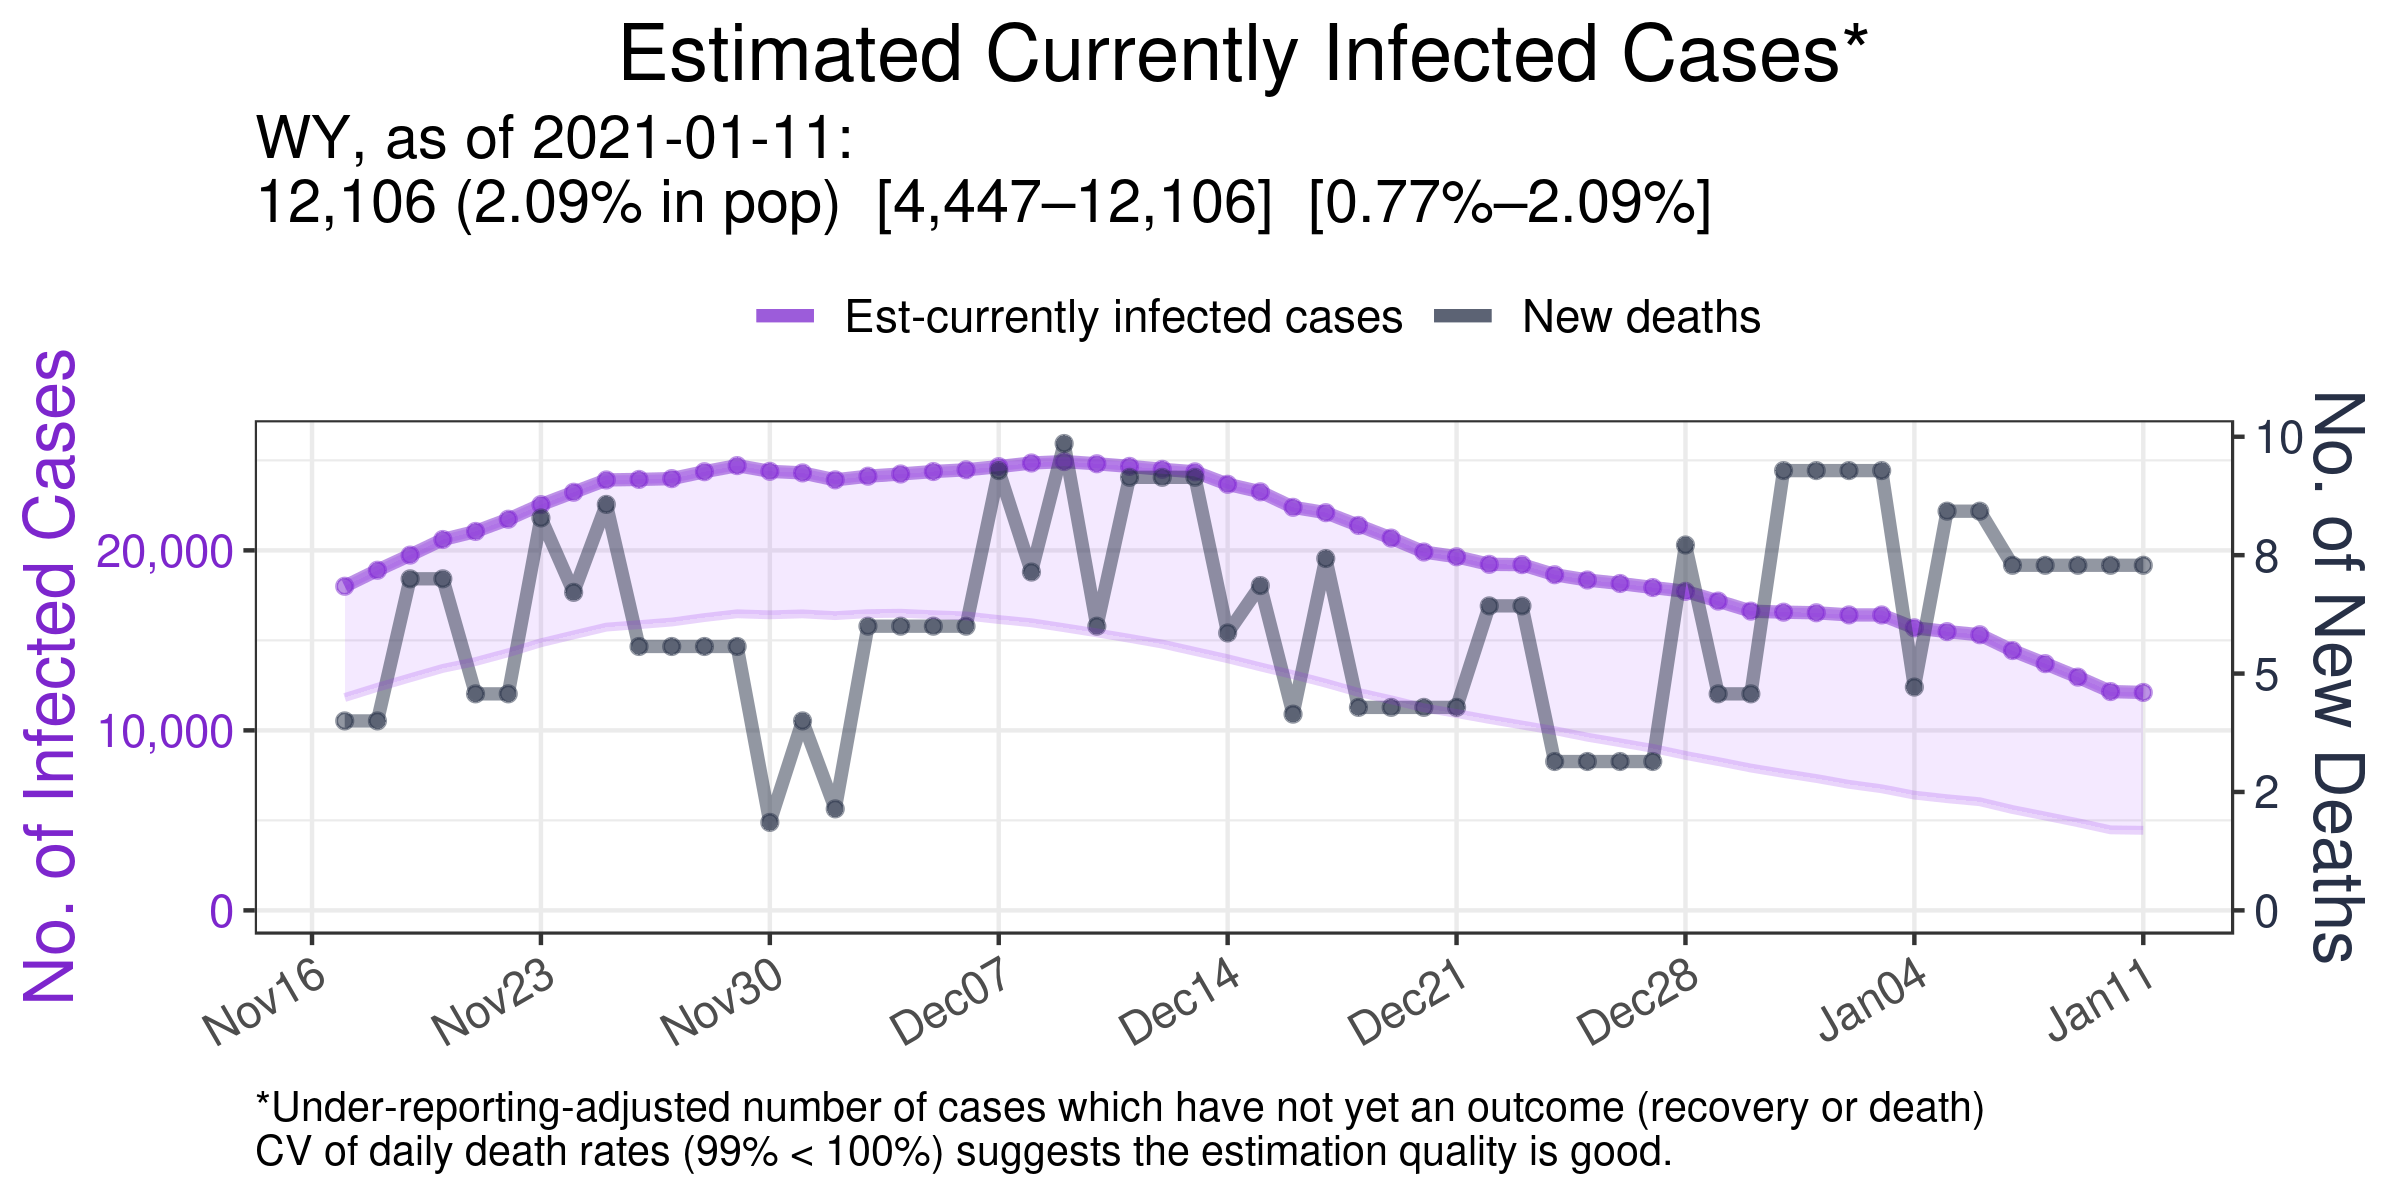 Estimated Currently Infected Cases*
WY, as of 2021-01-11:
12,106 (2.09% in pop)  [4,447–12,106]  [0.77%–2.09%]
Est-currently infected cases
New deaths
No. of Infected Cases
20,000
10,000
0
10
8
5
2
0
No. of New Deaths
Nov16
Nov23
Nov30
Dec07
Dec14
Dec21
Dec28
Jan04
Jan11
*Under-reporting-adjusted number of cases which have not yet an outcome (recovery or death)
CV of daily death rates (99% < 100%) suggests the estimation quality is good.